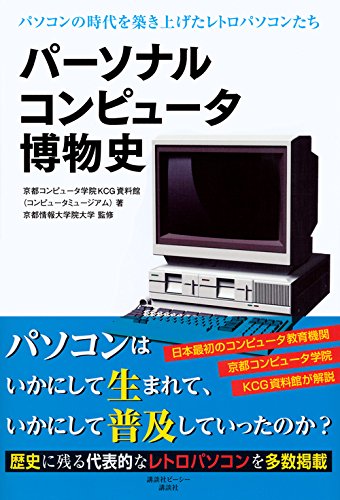 パソコンの時代を築き上げたレトロパソコンたち
パーソナル
コンピュータ
博物史
京都コンピュータ学院KCG資料館
（コンピュータミュージアム）著
京都情報大学院大学 監修
パソコンは
いかにして生まれて、
いかにして普及していったのか？
日本最初のコンピュータ教育機関
京都コンピュータ学院
KCG資料館が解説
歴史に残る代表的なレトロパソコンを多数掲載
講談社ビーシー
講談社